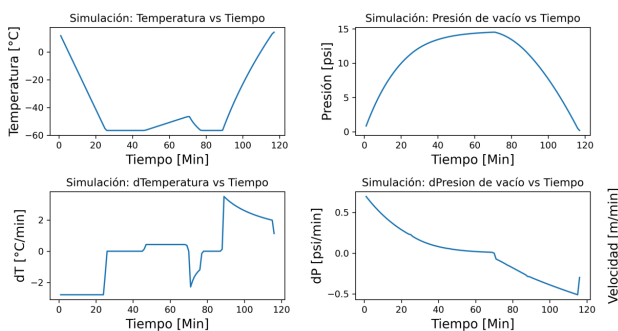 Simulación: Temperatura vs Tiempo
Temperatura [°C]
0
−20
−40
−60
0 20 40 60 80 100 120
Tiempo [Min]
Simulación: Presión de vacío vs Tiempo
Presión [psi]
15
10
5
0
0 20 40 60 80 100 120
Tiempo [Min]
Simulación: dTemperatura vs Tiempo
dT [°C/min]
2
0
−2
0 20 40 60 80 100 120
Tiempo [Min]
Simulación: dPresion de vacío vs Tiempo
dP [psi/min]
0.5
0.0
−0.5
0 20 40 60 80 100 120
Tiempo [Min]
Velocidad [m/min]